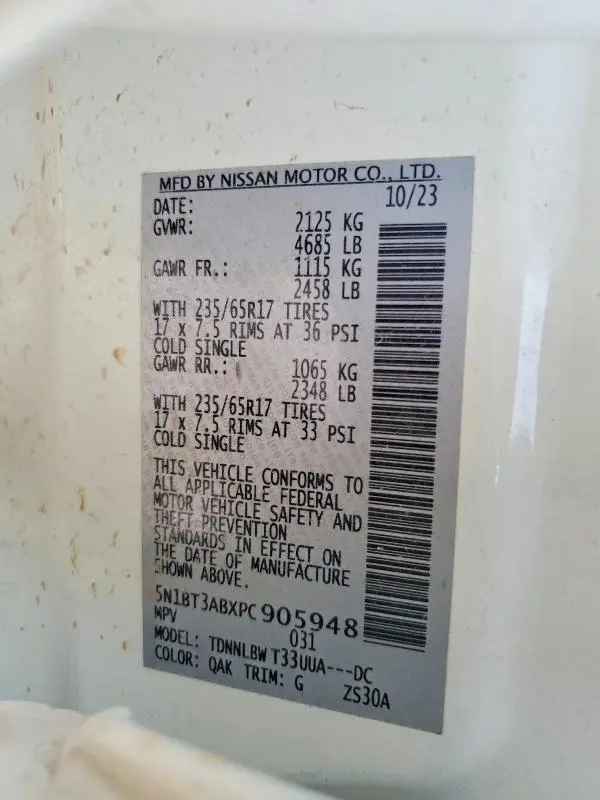 MFD BY NISSAN MOTOR CO., LTD.
DATE: 10/23
GVWR: 2125 KG
4685 LB
GAWR FR.: 1115 KG
2458 LB
WITH 235/65R17 TIRES
17 x 7.5 RIMS AT 36 PSI
COLD SINGLE
GAWR RR.: 1065 KG
2348 LB
WITH 235/65R17 TIRES
17 x 7.5 RIMS AT 33 PSI
COLD SINGLE
THIS VEHICLE CONFORMS TO
ALL APPLICABLE FEDERAL
MOTOR VEHICLE SAFETY AND
THEFT PREVENTION
STANDARDS IN EFFECT ON
THE DATE OF MANUFACTURE
SHOWN ABOVE.
5N1BT3ABXPC905948
MPV 031
MODEL: TDNNLBW T33UUA---DC
COLOR: QAK TRIM: G ZS30A